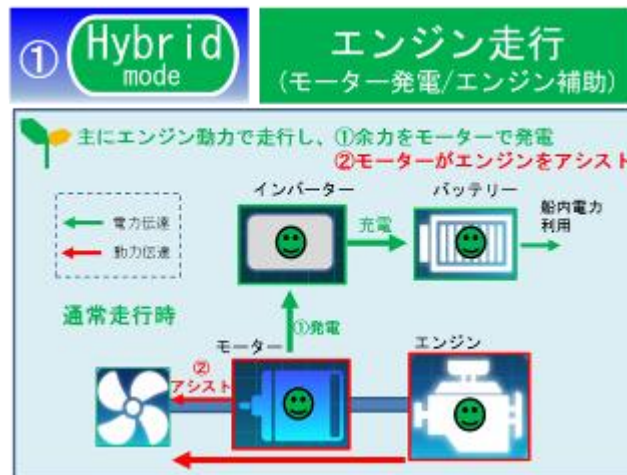 ① Hybrid
mode
エンジン走行
(モーター発電/エンジン補助)
主にエンジン動力で走行し、①余力をモーターで発電
②モーターがエンジンをアシスト
インバーター
バッテリー
船内電力
利用
電力伝達
動力伝達
充電
通常走行時
①発電
モーター
エンジン
②
アシスト